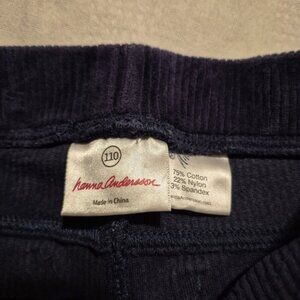 110
hanna Andersson
Made in China
75% Cotton
22% Nylon
3% Spandex